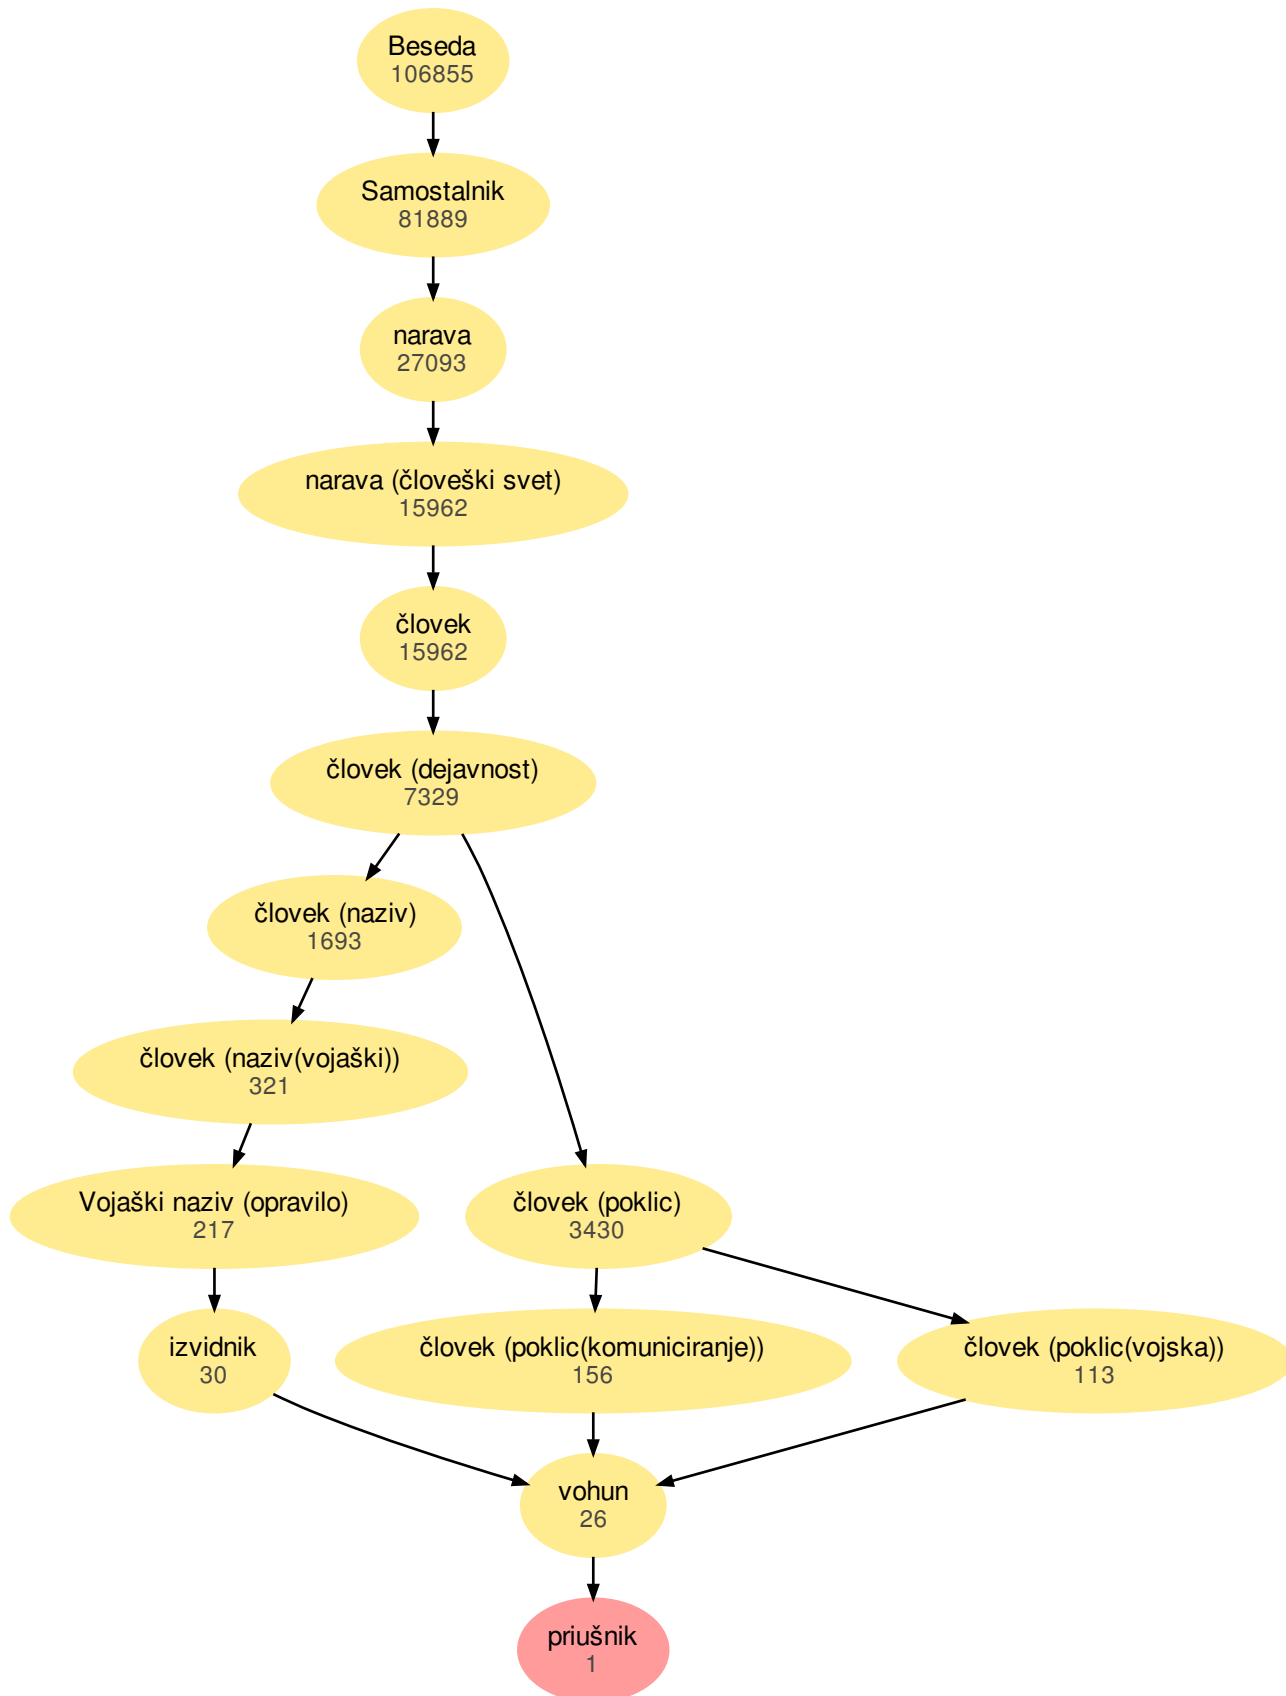 Beseda
106855
Samostalnik
81889
narava
27093
narava (človeški svet)
15962
človek
15962
človek (dejavnost)
7329
človek (naziv)
1693
človek (naziv(vojaški))
321
Vojaški naziv (opravilo)
217
človek (poklic)
3430
izvidnik
30
človek (poklic(komuniciranje))
156
človek (poklic(vojska))
113
vohun
26
priušnik
1